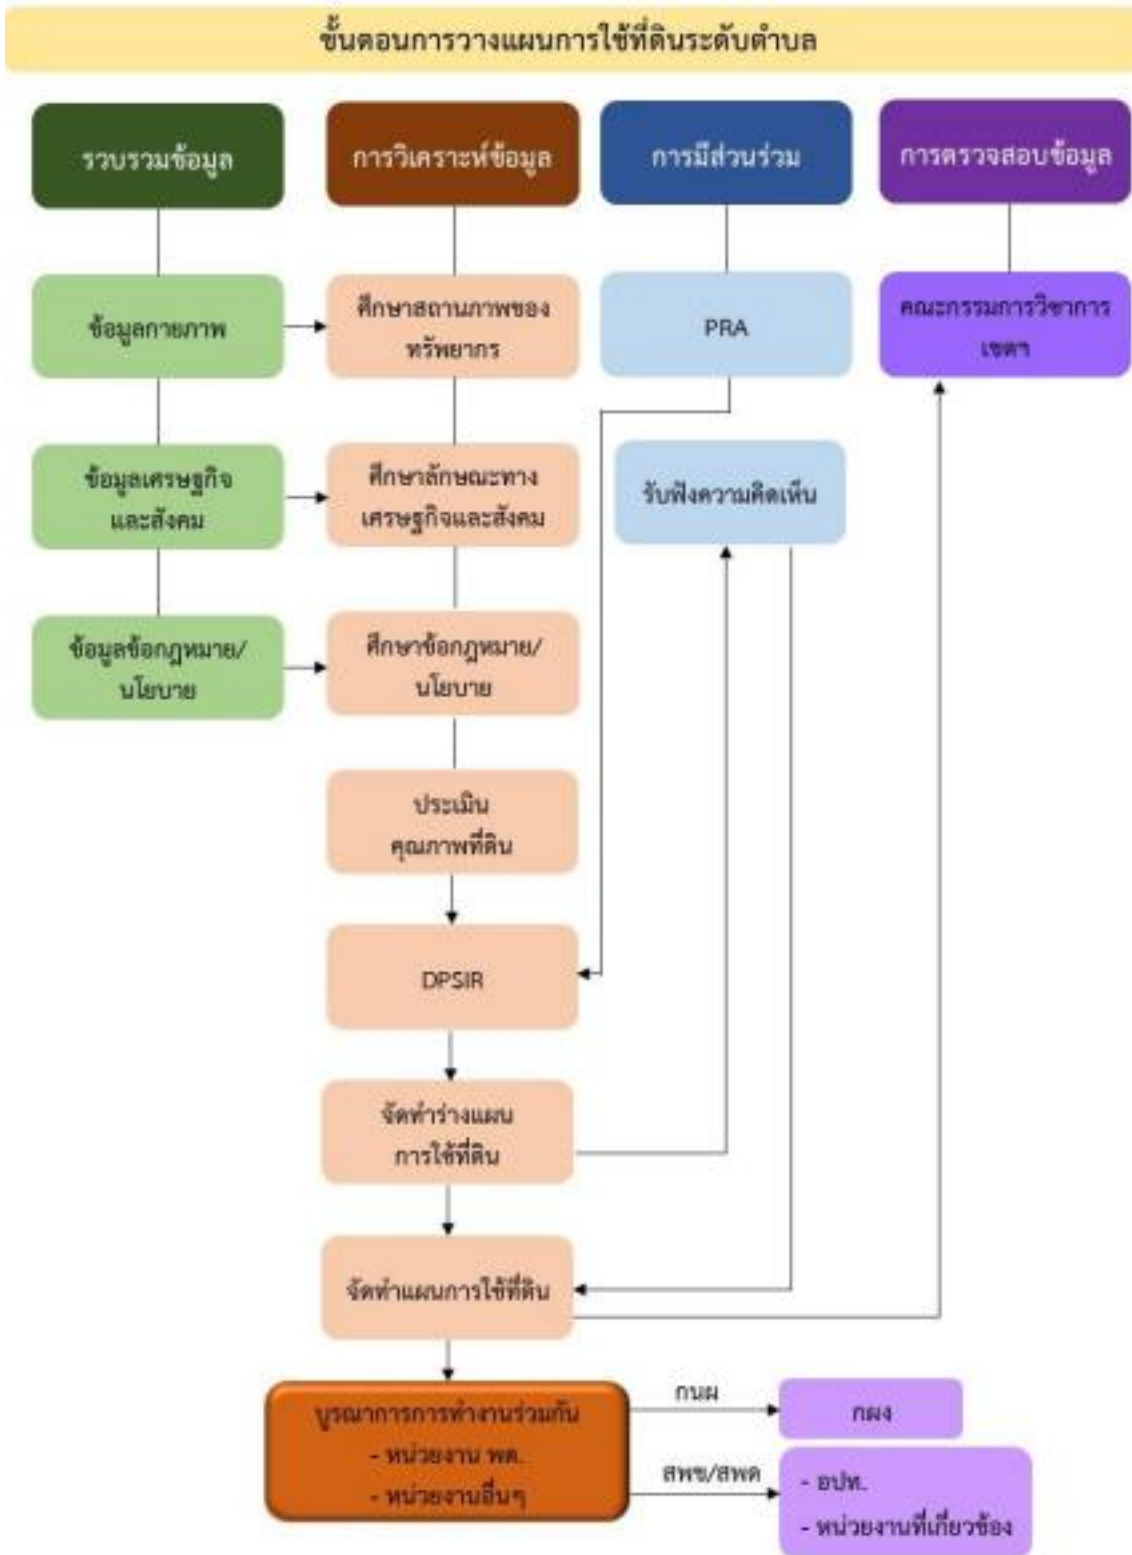 ขั้นตอนการวางแผนการใช้ที่ดินระดับตำบล
รวบรวมข้อมูล
การวิเคราะห์ข้อมูล
การมีส่วนร่วม
การตรวจสอบข้อมูล
ข้อมูลกายภาพ
ศึกษาสถานภาพของ
ทรัพยากร
PRA
คณะกรรมการวิชาการ
เขตฯ
ข้อมูลเศรษฐกิจ
และสังคม
ศึกษาลักษณะทาง
เศรษฐกิจและสังคม
รับฟังความคิดเห็น
ข้อมูลข้อกฎหมาย/
นโยบาย
ศึกษาข้อกฎหมาย/
นโยบาย
ประเมิน
คุณภาพที่ดิน
DPSIR
จัดทำร่างแผน
การใช้ที่ดิน
จัดทำแผนการใช้ที่ดิน
บูรณาการการทำงานร่วมกัน
- หน่วยงาน พด.
- หน่วยงานอื่นๆ
กนผ
กผง
สพข/สพด
- อปท.
- หน่วยงานที่เกี่ยวข้อง